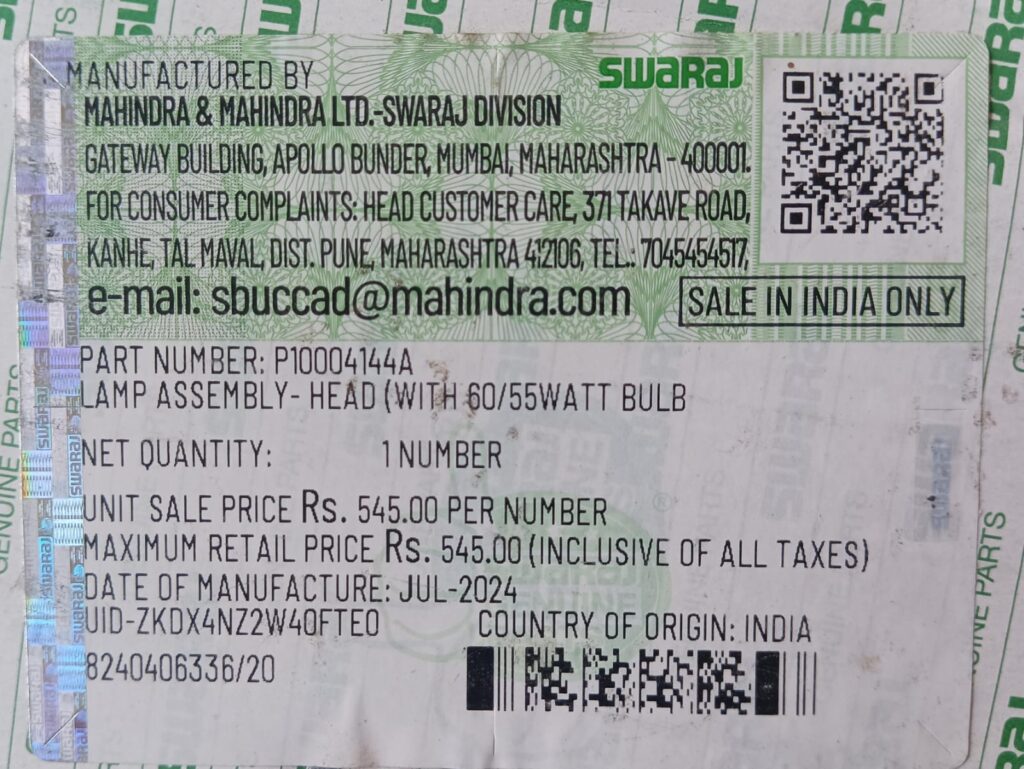 MANUFACTURED BY
swaraj
MAHINDRA & MAHINDRA LTD.-SWARAJ DIVISION
GATEWAY BUILDING, APOLLO BUNDER, MUMBAI, MAHARASHTRA - 400001.
FOR CONSUMER COMPLAINTS: HEAD CUSTOMER CARE, 371 TAKAVE ROAD,
KANHE, TAL MAVAL, DIST. PUNE, MAHARASHTRA 412106, TEL.: 7045454517,
e-mail: sbuccad@mahindra.com
SALE IN INDIA ONLY
PART NUMBER: P10004144A
LAMP ASSEMBLY- HEAD (WITH 60/55WATT BULB
NET QUANTITY: 1 NUMBER
UNIT SALE PRICE Rs. 545.00 PER NUMBER
MAXIMUM RETAIL PRICE Rs. 545.00 (INCLUSIVE OF ALL TAXES)
DATE OF MANUFACTURE: JUL-2024
UID-ZKDX4NZ2W40FTE0 COUNTRY OF ORIGIN: INDIA
8240406336/20
GENUINE PARTS
swaraj
GENUINE PARTS